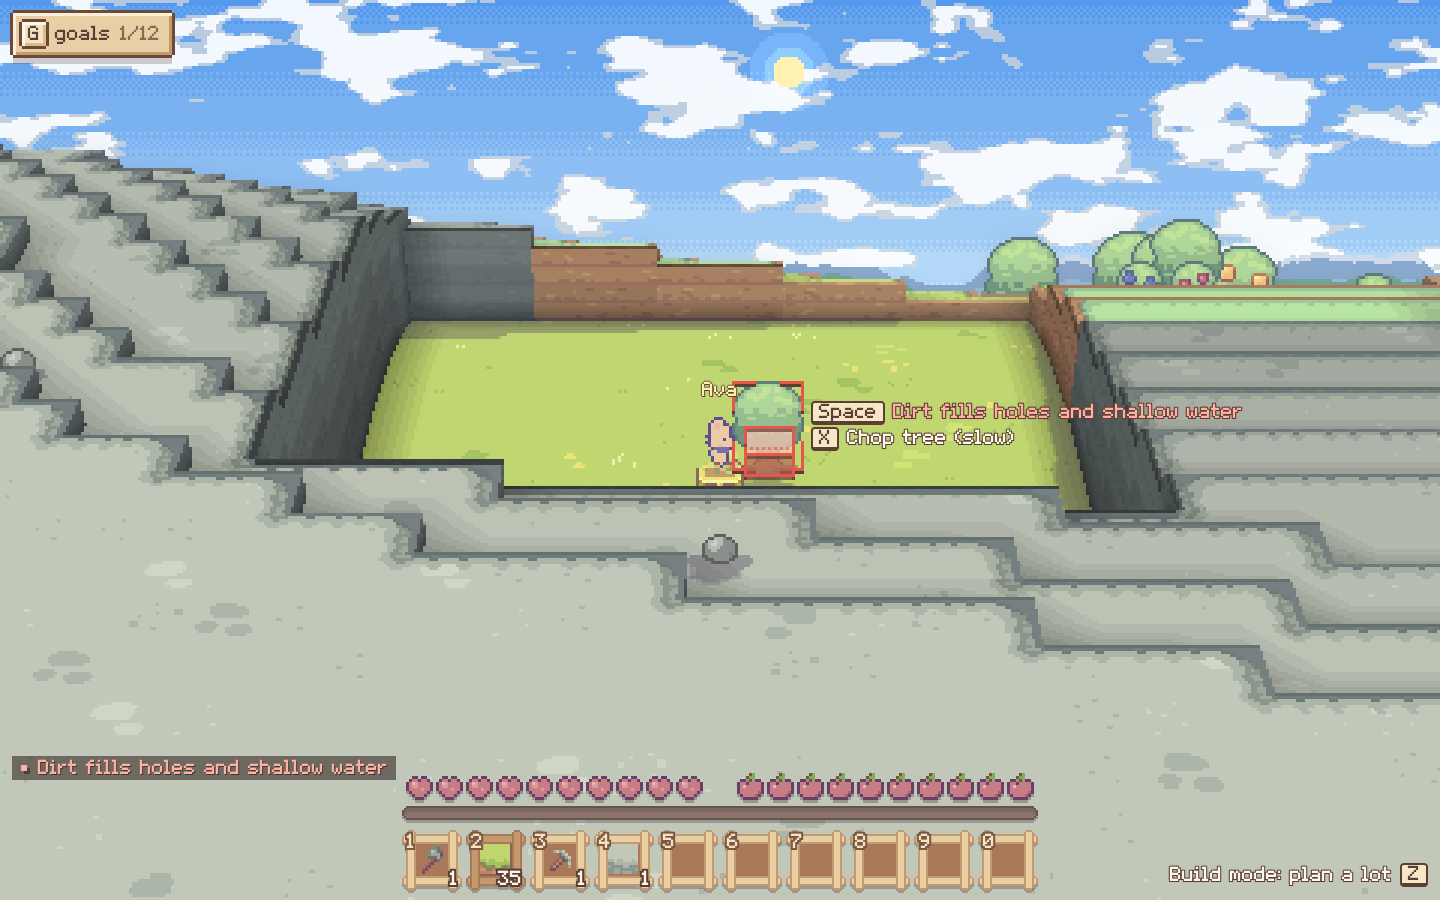 G goals 1/12
Ava
Space Dirt fills holes and shallow water
X Chop tree (slow)
Dirt fills holes and shallow water
1 2 3 4 5 6 7 8 9 0
1 35 1 1
Build mode: plan a lot Z